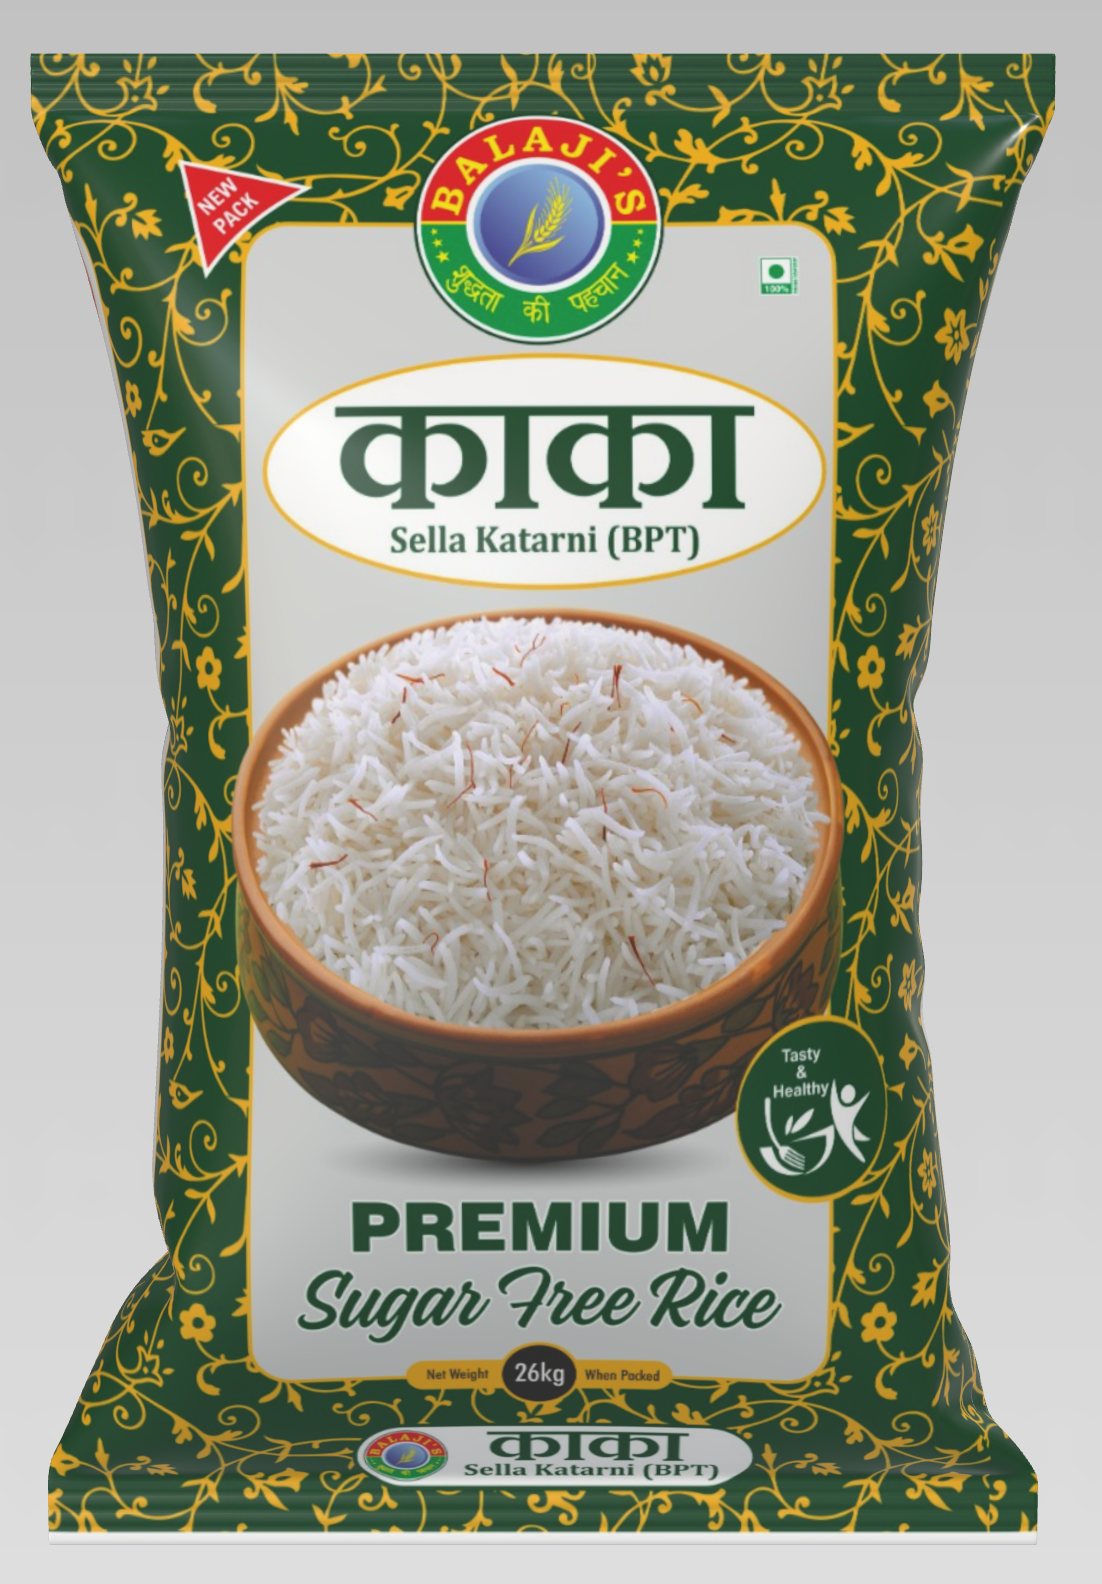 BALAJI'S
शुद्धता की पहचान
NEW
PACK
100%
काका
Sella Katarni (BPT)
Tasty
&
Healthy
PREMIUM
Sugar Free Rice
Net Weight 26kg When Packed
BALAJI'S
काका
Sella Katarni (BPT)